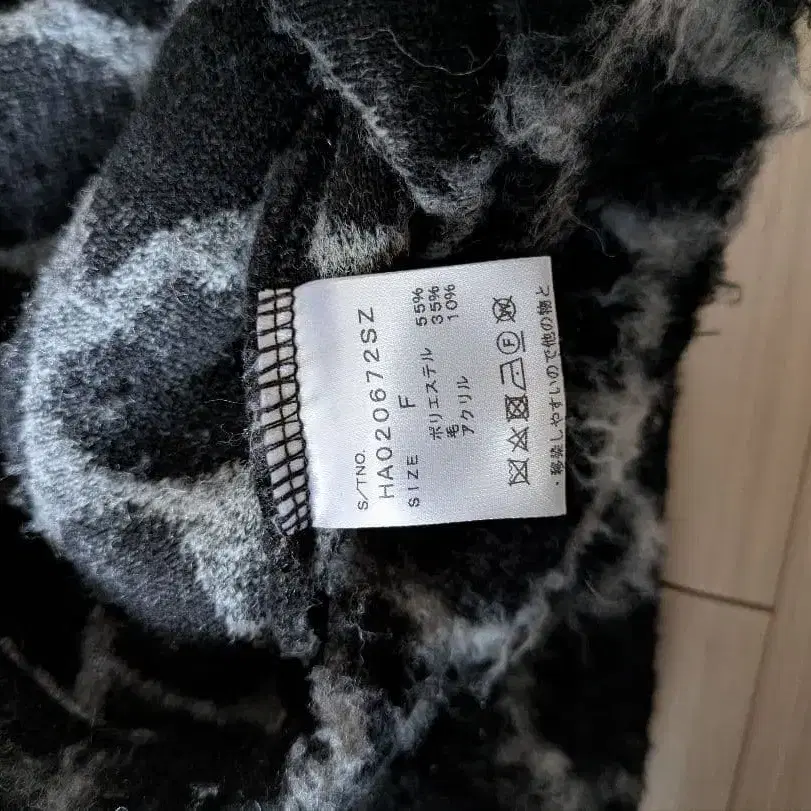 S/TNO.
HA020672SZ
SIZE F
ポリエステル 55%
毛 35%
アクリル 10%
F
・移染しやすいので他の物と